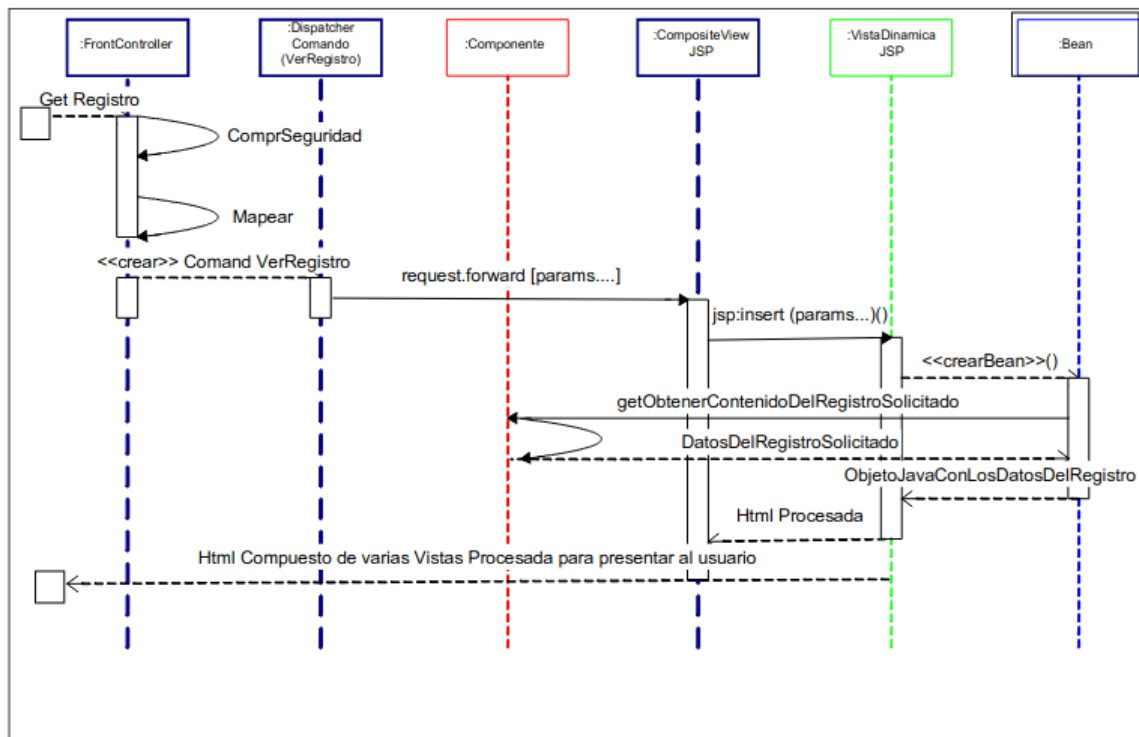 :FrontController
:Dispatcher
Comando
(VerRegistro)
:Componente
:CompositeView
JSP
:VistaDinamica
JSP
:Bean
Get Registro
ComprSeguridad
Mapear
<<crear>> Comand VerRegistro
request.forward [params....]
jsp:insert (params...)()
<<crearBean>>()
getObtenerContenidoDelRegistroSolicitado
DatosDelRegistroSolicitado
ObjetoJavaConLosDatosDelRegistro
Html Procesada
Html Compuesto de varias Vistas Procesada para presentar al usuario